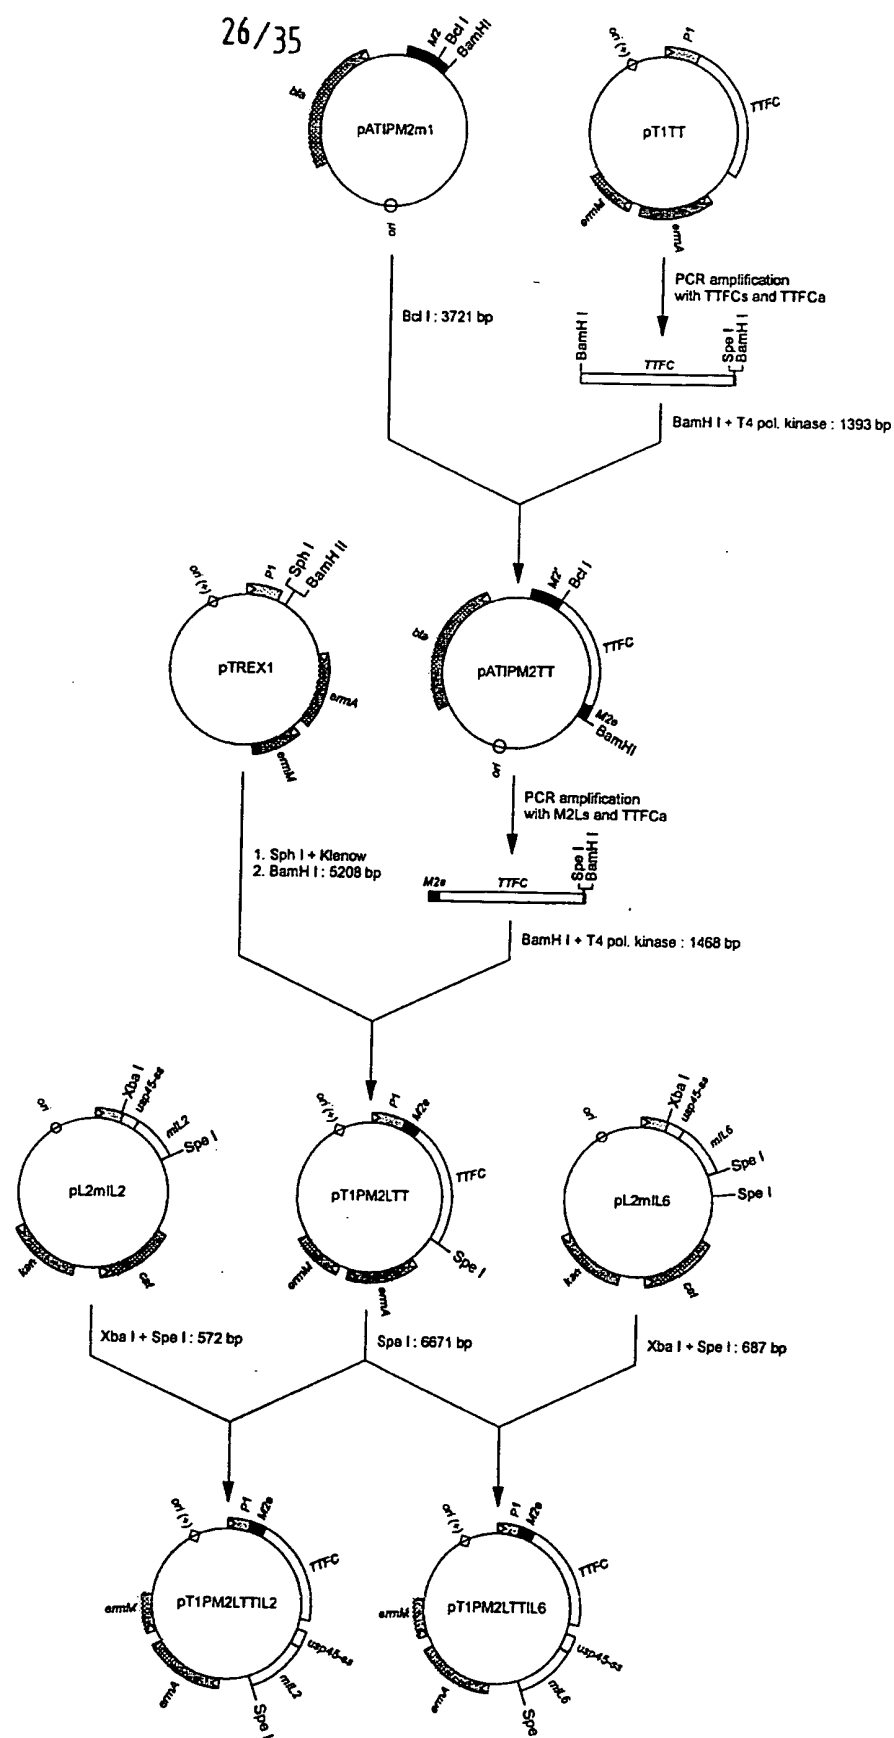 26/35
bla
M2
Bcl I
BamHI
pATIPM2m1
ori
ori (+)
P1
TTFC
pT1TT
ermM
ermA
PCR amplification
with TTFCs and TTFCa
Bcl I : 3721 bp
BamH I
TTFC
Spe I
BamH I
BamH I + T4 pol. kinase : 1393 bp
ori (+)
P1
Sph I
BamH II
pTREX1
ermA
ermM
bla
M2'
Bcl I
TTFC
pATIPM2TT
M2e
BamHI
ori
PCR amplification
with M2Ls and TTFCa
1. Sph I + Klenow
2. BamH I : 5208 bp
M2e
TTFC
Spe I
BamH I
BamH I + T4 pol. kinase : 1468 bp
ori
Xba I
usp45-ss
mIL2
Spe I
pL2mIL2
kan
cat
ori (+)
P1
M2e
TTFC
pT1PM2LTT
Spe I
ermM
ermA
ori
Xba I
usp45-ss
mIL6
Spe I
Spe I
pL2mIL6
kan
cat
Xba I + Spe I : 572 bp
Spe I : 6671 bp
Xba I + Spe I : 687 bp
ori (+)
P1
M2e
TTFC
pT1PM2LTTIL2
ermM
usp45-ss
ermA
mIL2
Spe I
ori (+)
P1
M2e
TTFC
pT1PM2LTTIL6
ermM
usp45-ss
ermA
mIL6
Spe